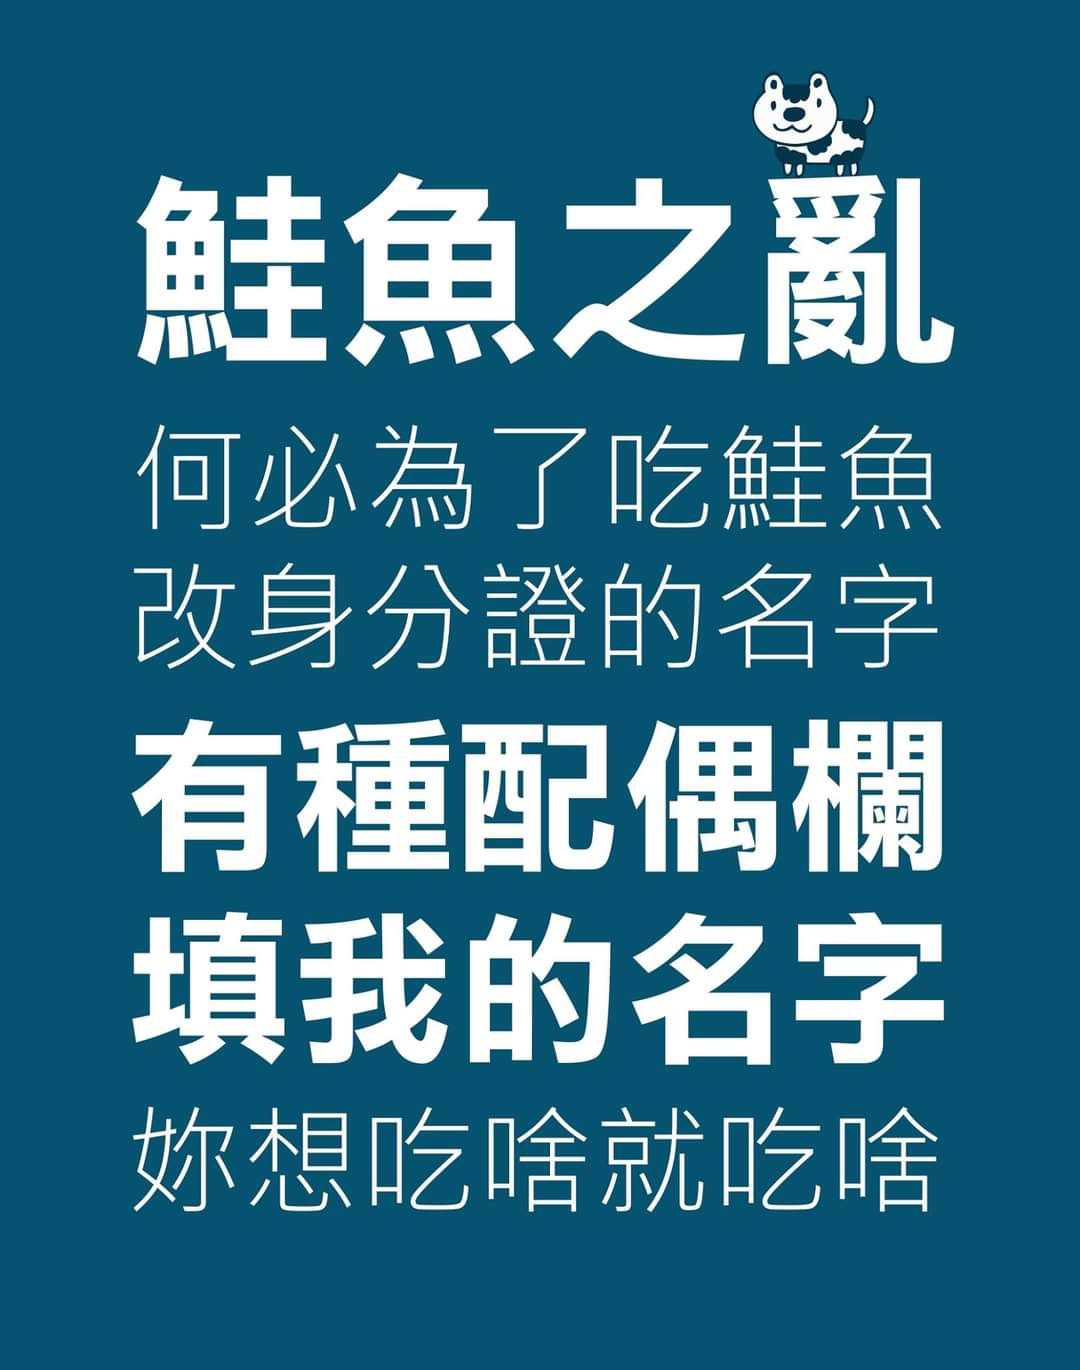 鮭魚之亂
何必為了吃鮭魚
改身分證的名字
有種配偶欄
填我的名字
妳想吃啥就吃啥